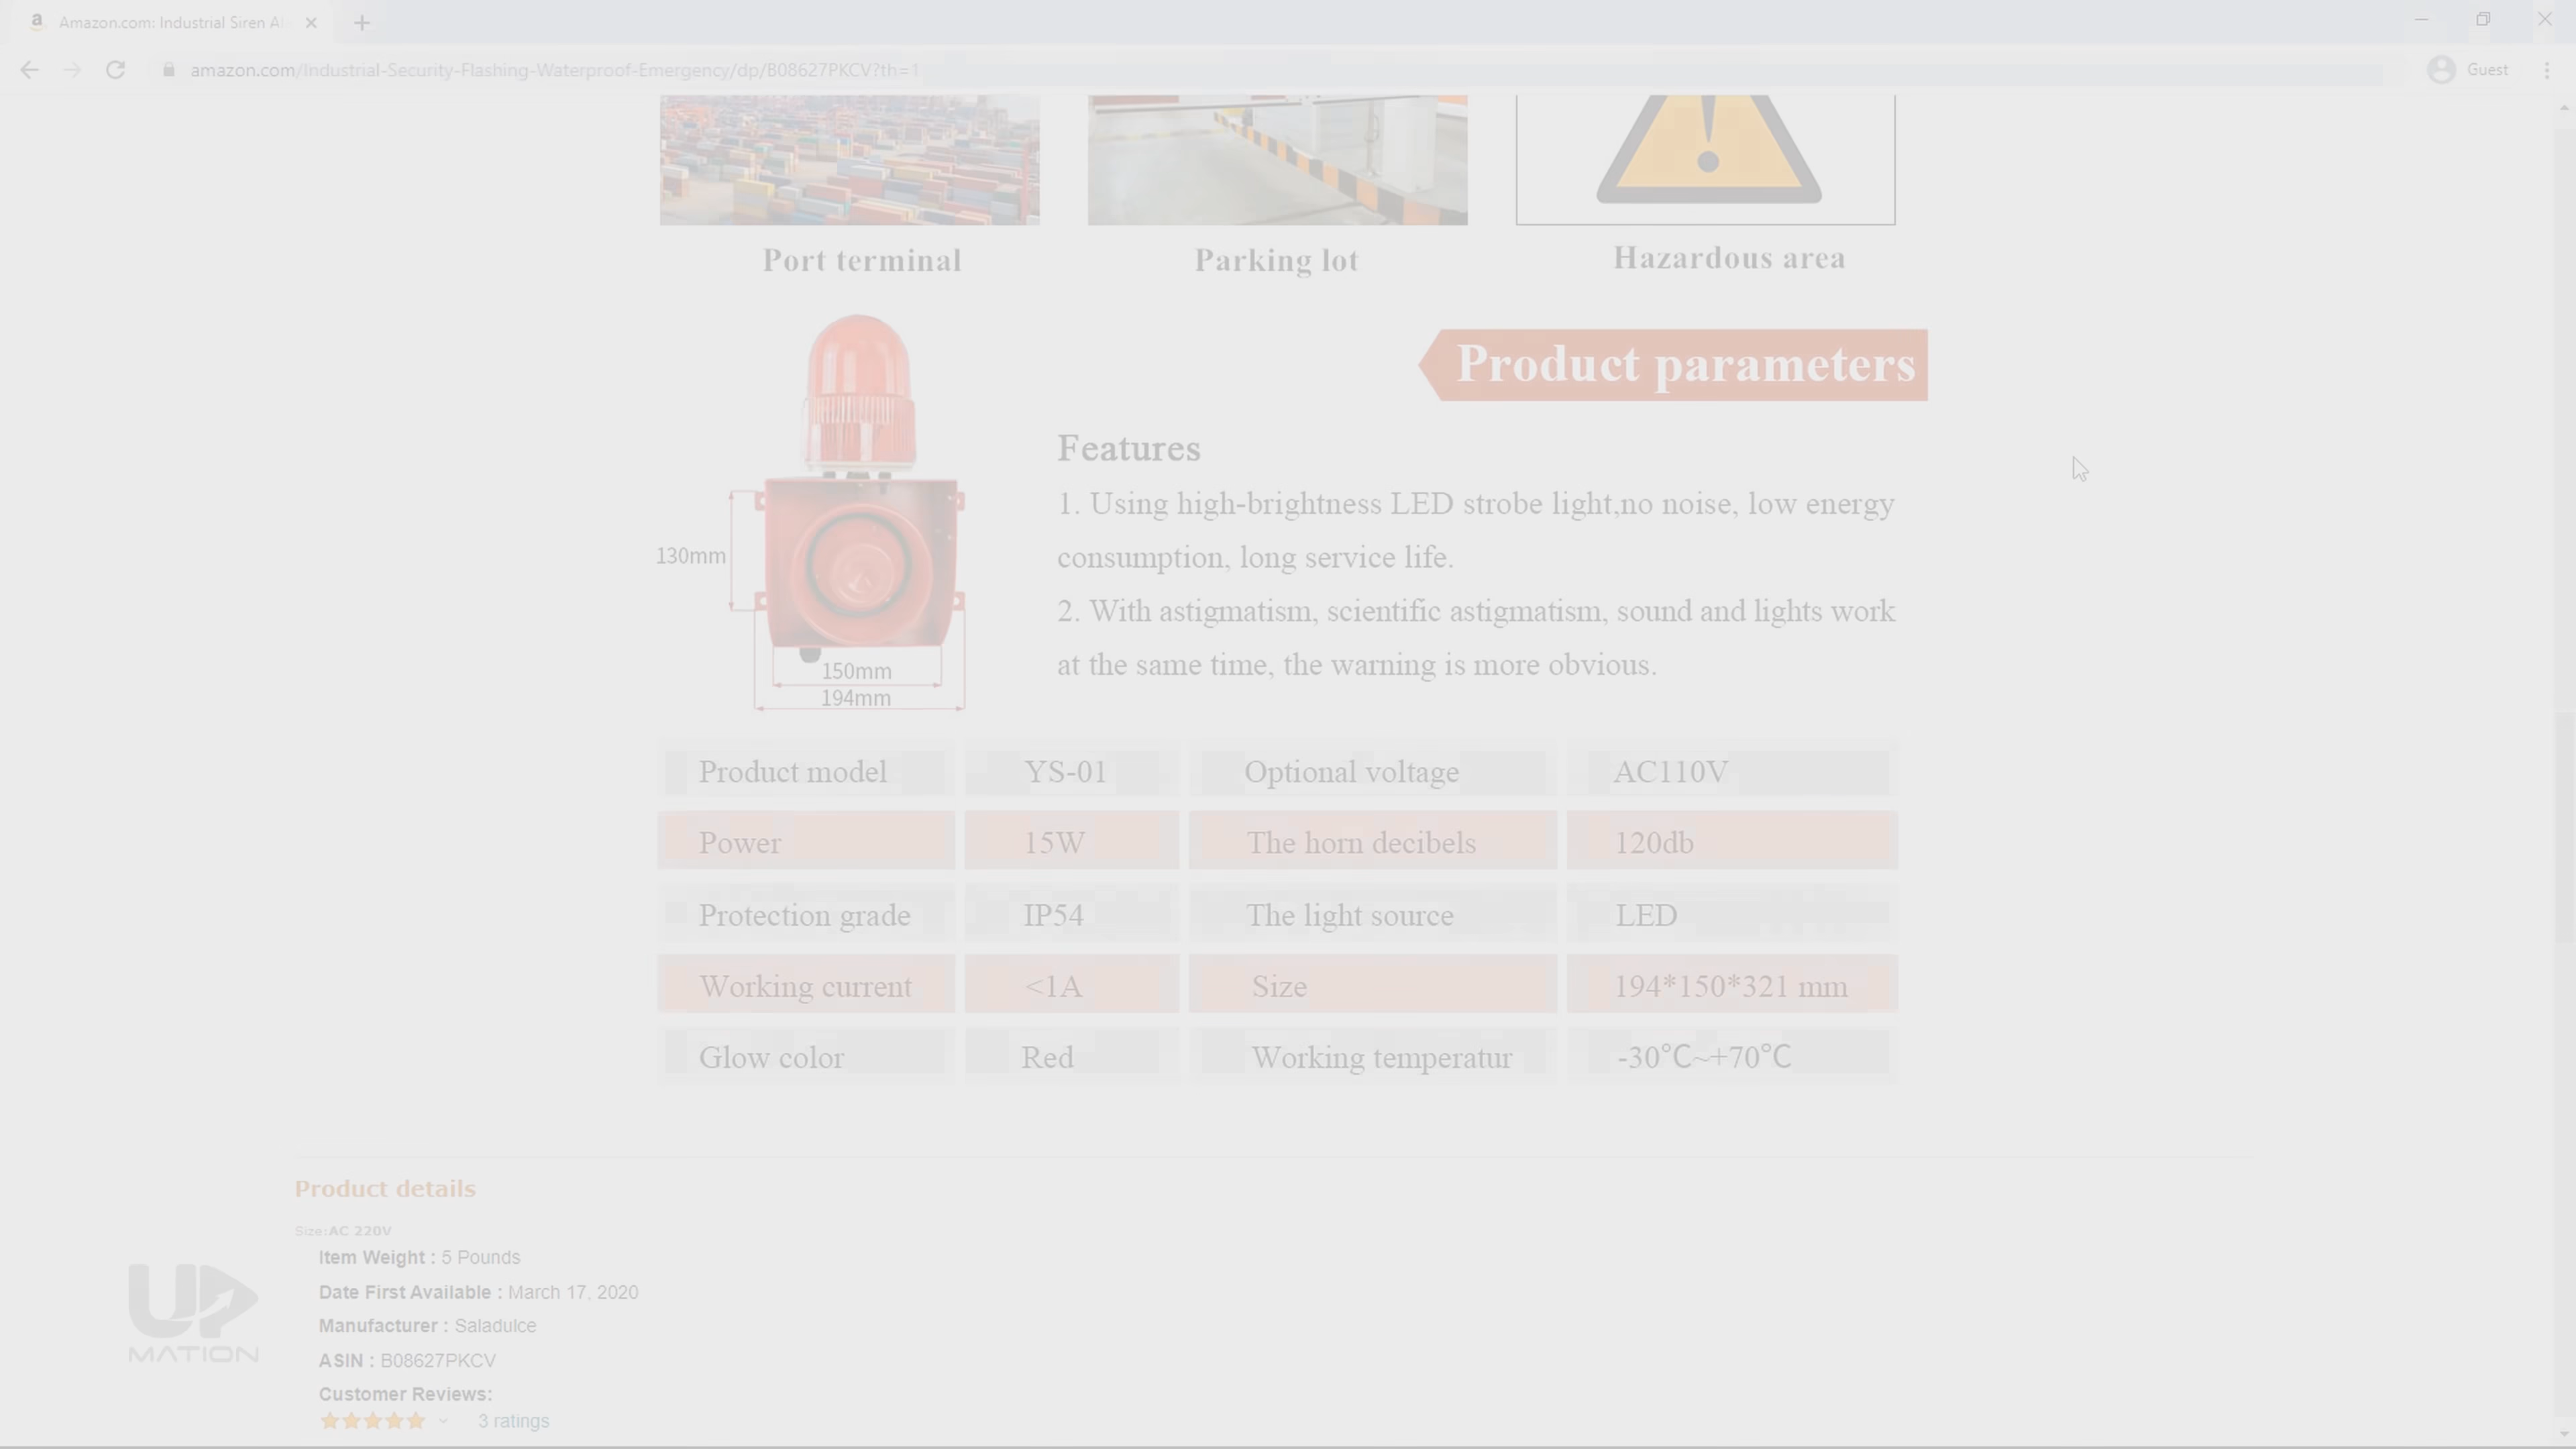 Amazon.com: Industrial Siren Al
amazon.com/Industrial-Security-Flashing-Waterproof-Emergency/dp/B08627PKCV?th=1
Guest
Port terminal
Parking lot
Hazardous area
Product parameters
Features
1. Using high-brightness LED strobe light,no noise, low energy
consumption, long service life.
2. With astigmatism, scientific astigmatism, sound and lights work
at the same time, the warning is more obvious.
130mm
150mm
194mm
Product model YS-01 Optional voltage AC110V
Power 15W The horn decibels 120db
Protection grade IP54 The light source LED
Working current <1A Size 194*150*321 mm
Glow color Red Working temperatur -30℃~+70℃
Product details
Size:AC 220V
Item Weight : 5 Pounds
Date First Available : March 17, 2020
Manufacturer : Saladulce
ASIN : B08627PKCV
Customer Reviews:
3 ratings
UP
MATION